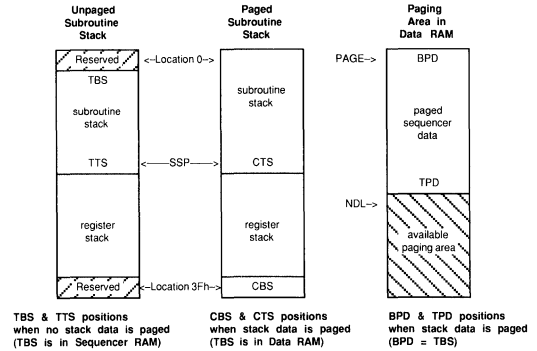 Unpaged
Subroutine
Stack
Paged
Subroutine
Stack
Paging
Area in
Data RAM
Reserved
<--Location 0-->
PAGE-->
BPD
TBS
subroutine
stack
subroutine
stack
paged
sequencer
data
TTS
<----SSP---->
CTS
TPD
NDL-->
register
stack
register
stack
available
paging area
Reserved
<--Location 3Fh-->
CBS
TBS & TTS positions
when no stack data is paged
(TBS is in Sequencer RAM)
CBS & CTS positions
when stack data is paged
(TBS is in Data RAM)
BPD & TPD positions
when stack data is paged
(BPD = TBS)